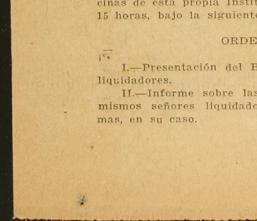 cinas de esta propia Instit
15 horas, bajo la siguiente
ORDE
I.—Presentación del B
liquidadores.
II.—Informe sobre las
mismos señores liquidado
mas, en su caso.